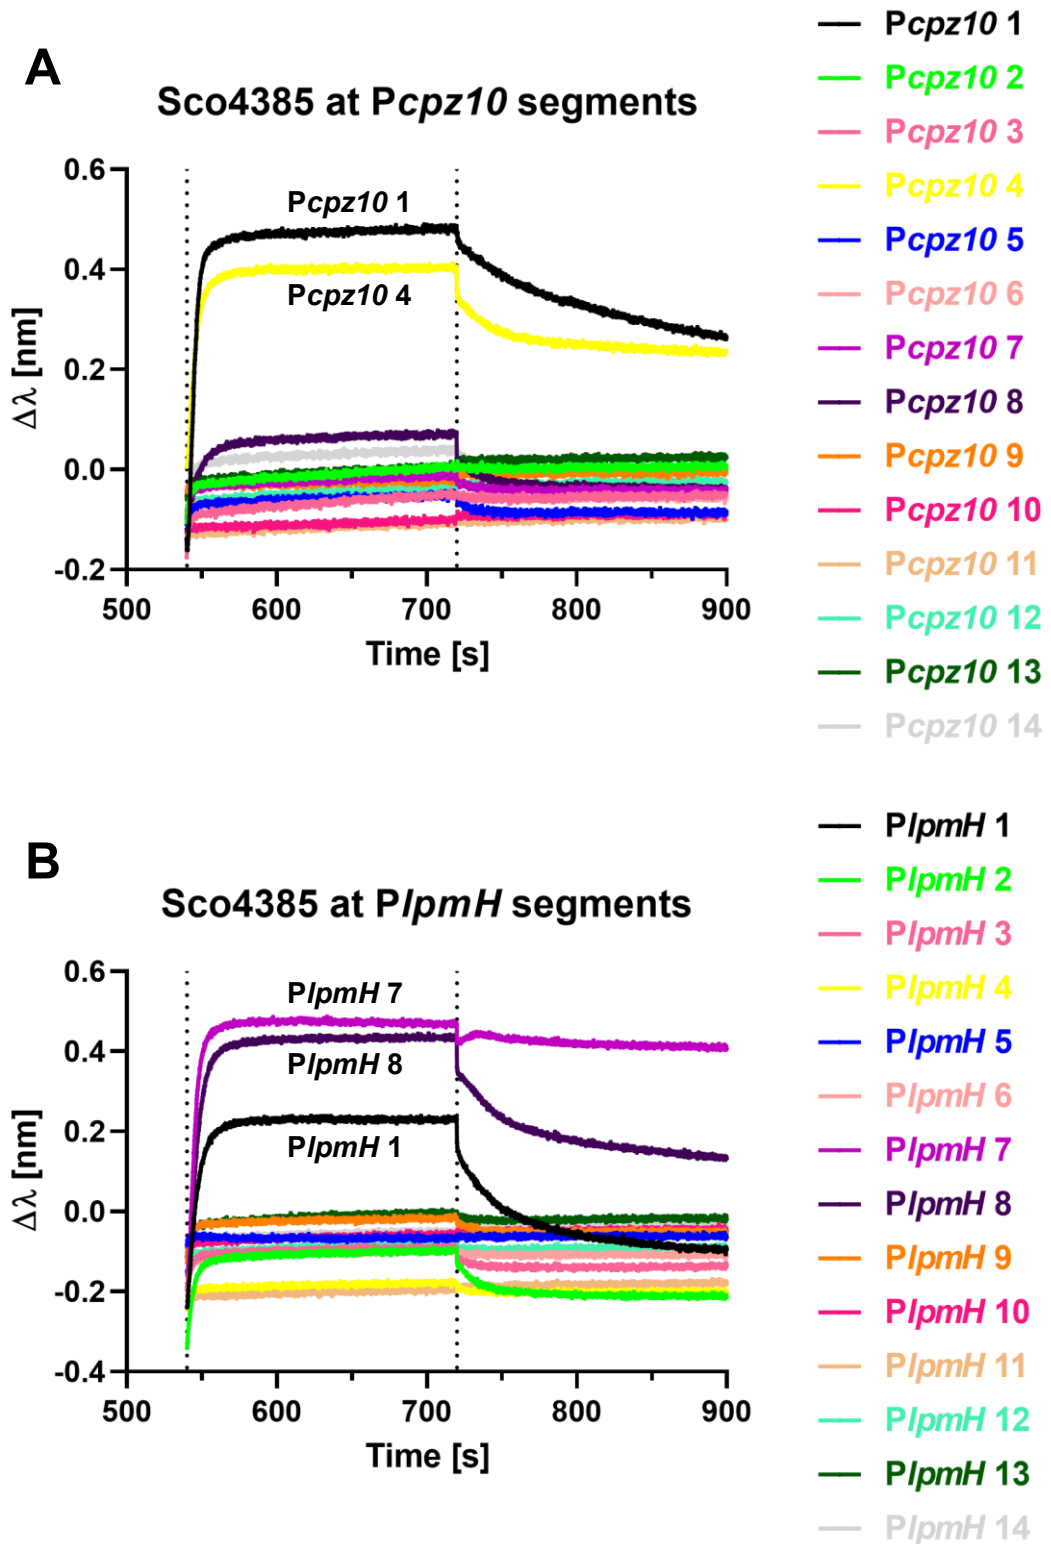 A
Sco4385 at Pcpz10 segments
0.6
0.4
0.2
0.0
-0.2
Δλ [nm]
Pcpz10 1
Pcpz10 4
500
600
700
800
900
Time [s]
Pcpz10 1
Pcpz10 2
Pcpz10 3
Pcpz10 4
Pcpz10 5
Pcpz10 6
Pcpz10 7
Pcpz10 8
Pcpz10 9
Pcpz10 10
Pcpz10 11
Pcpz10 12
Pcpz10 13
Pcpz10 14
B
Sco4385 at PlpmH segments
0.6
0.4
0.2
0.0
-0.2
-0.4
Δλ [nm]
PlpmH 7
PlpmH 8
PlpmH 1
500
600
700
800
900
Time [s]
PlpmH 1
PlpmH 2
PlpmH 3
PlpmH 4
PlpmH 5
PlpmH 6
PlpmH 7
PlpmH 8
PlpmH 9
PlpmH 10
PlpmH 11
PlpmH 12
PlpmH 13
PlpmH 14